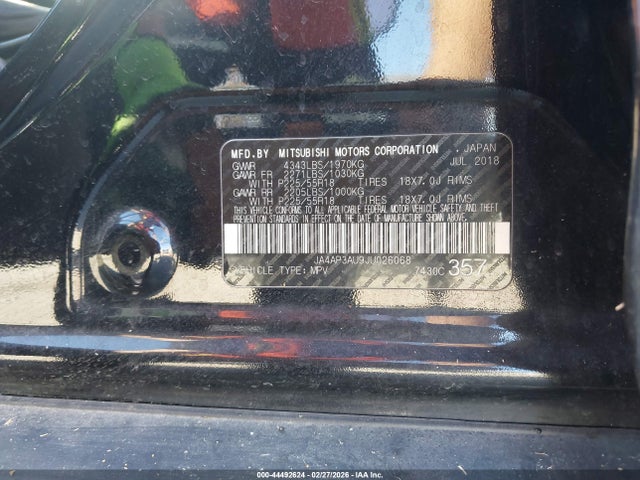 MFD.BY MITSUBISHI MOTORS CORPORATION , JAPAN
GVWR 4343LBS/1970KG JUL 2018
GAWR FR 2271LBS/1030KG
WITH P225/55R18 TIRES 18X7.0J RIMS
GAWR RR 2205LBS/1000KG
WITH P225/55R18 TIRES 18X7.0J RIMS
THIS VEHICLE CONFORMS TO ALL APPLICABLE FEDERAL MOTOR VEHICLE
SAFETY AND THEFT PREVENTION STANDARDS IN EFFECT ON THE DATE
OF MANUFACTURE SHOWN ABOVE.
JA4AP3AU9JU026068
VEHICLE TYPE: MPV 7430C 357
000-44492624 | 02/27/2026 - IAA Inc.